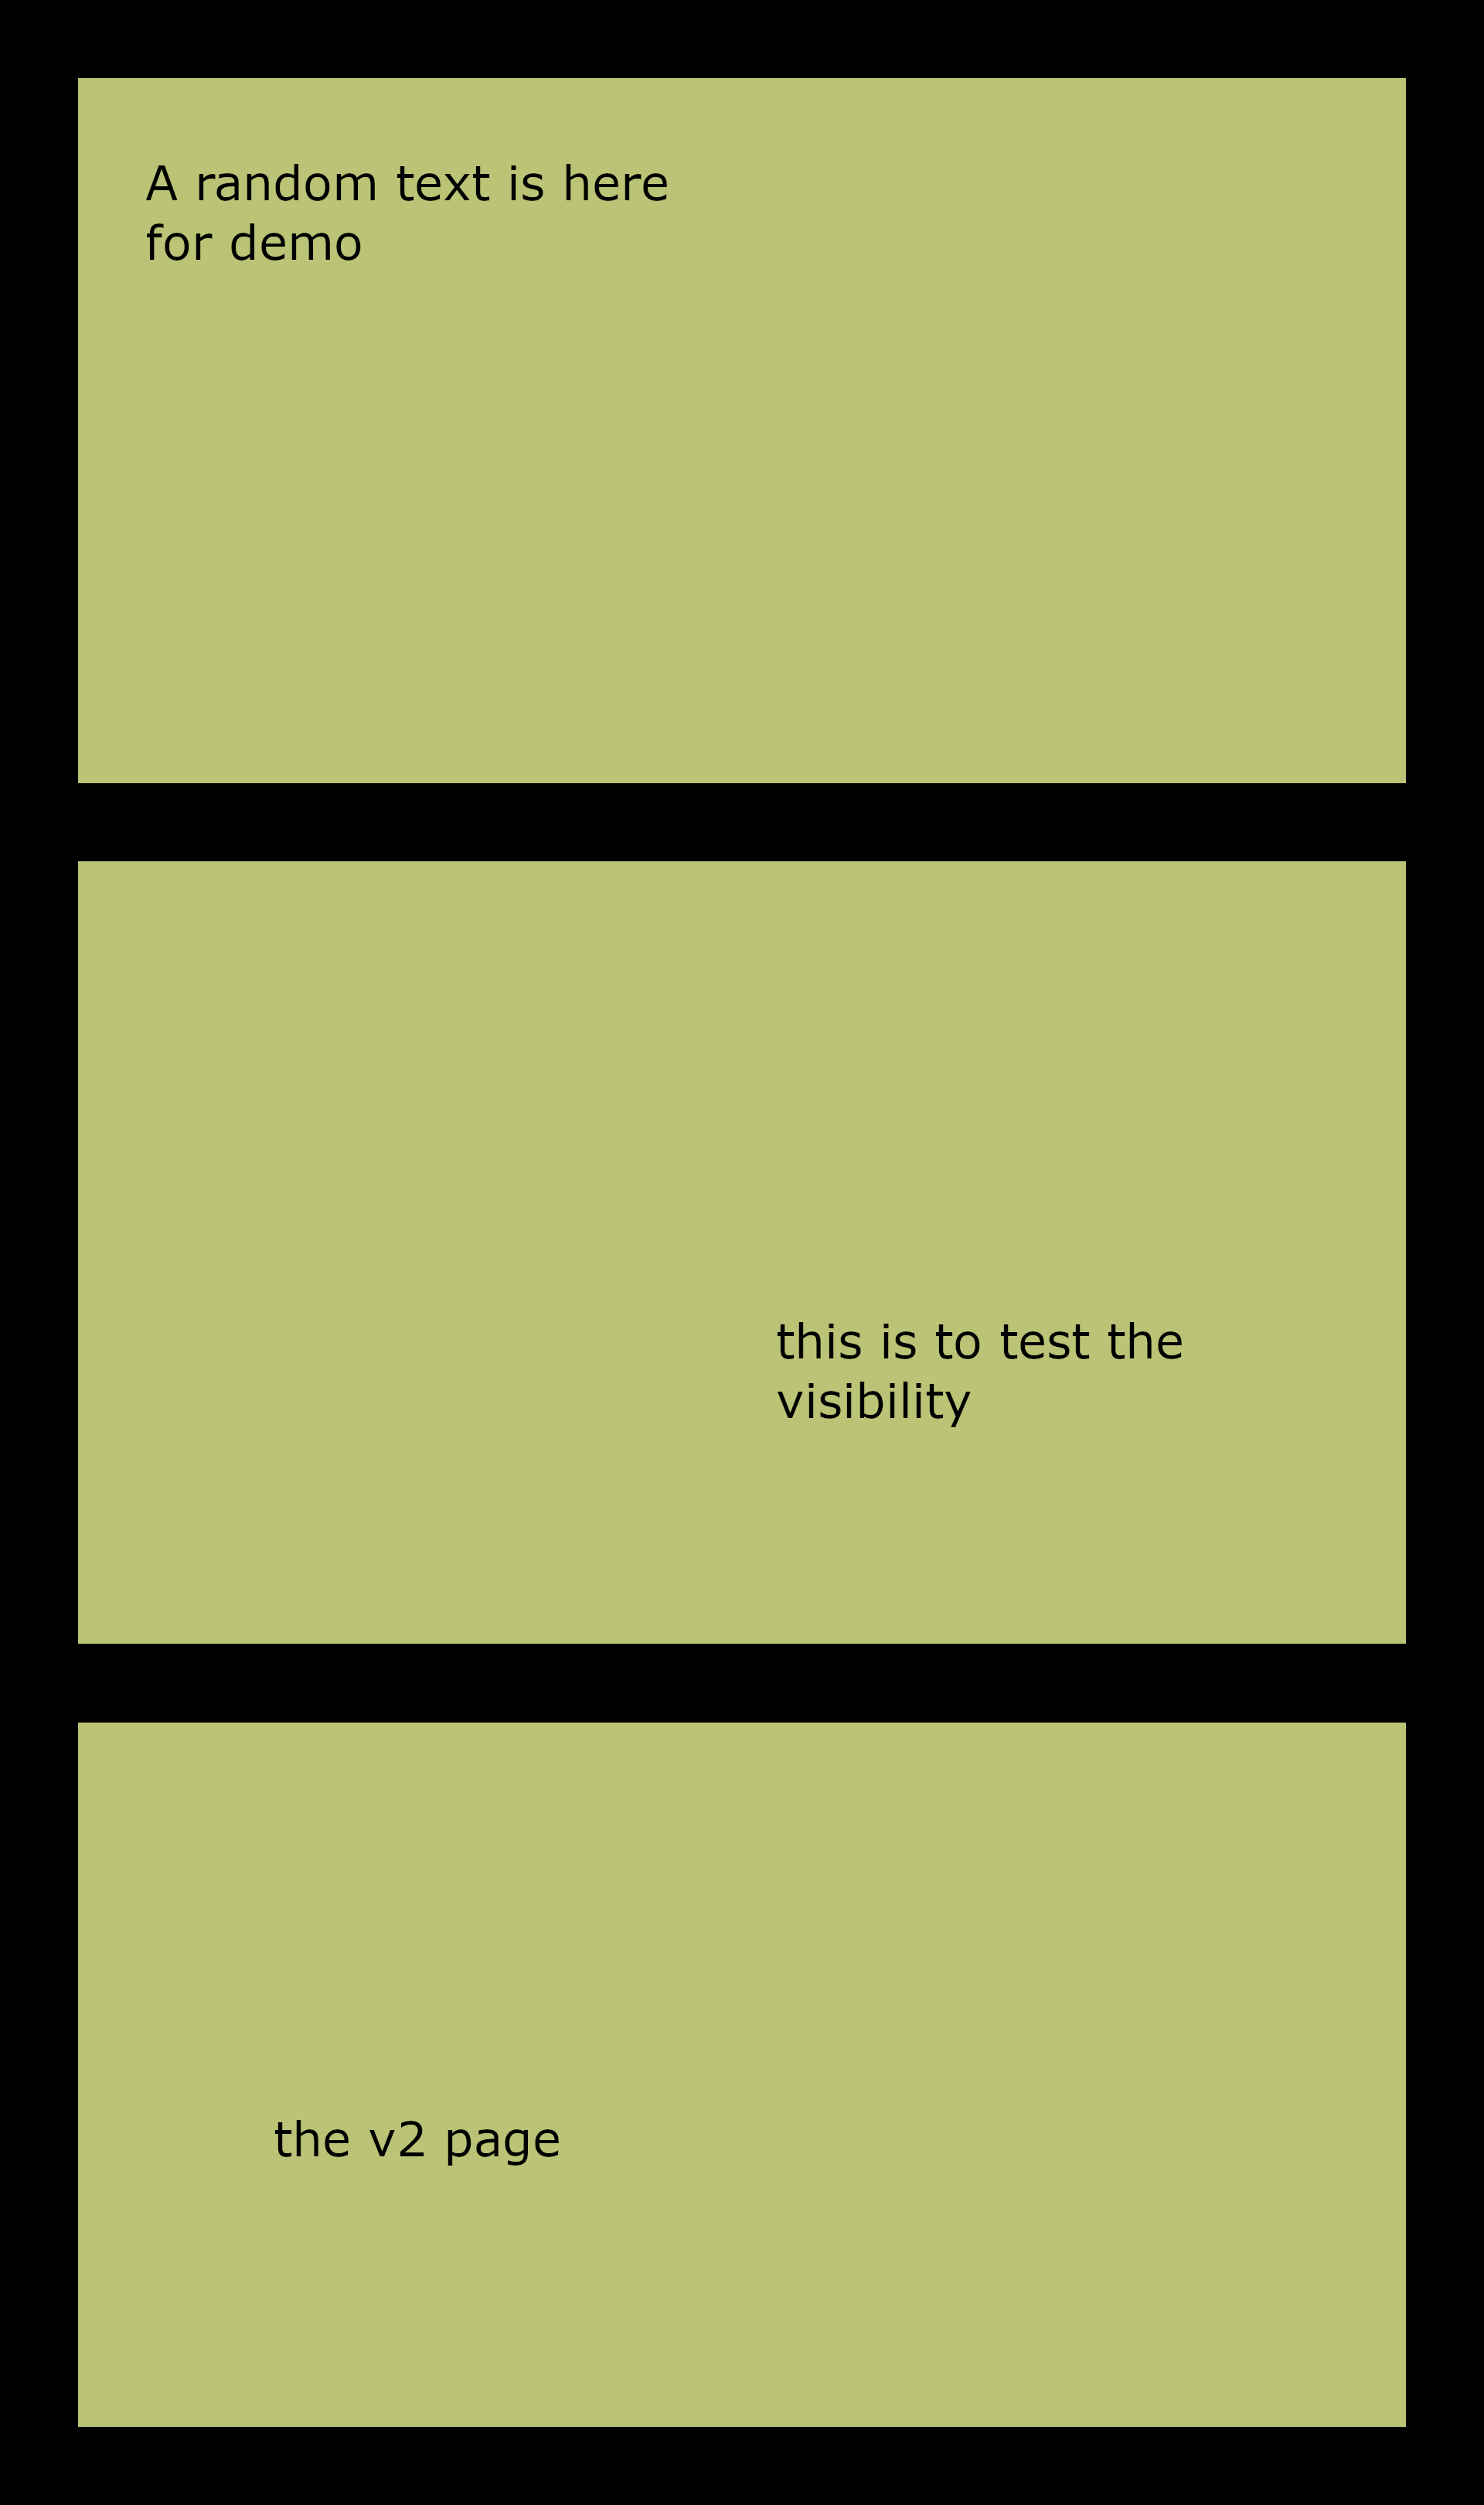 A random text is here
for demo
this is to test the
visibility
the v2 page